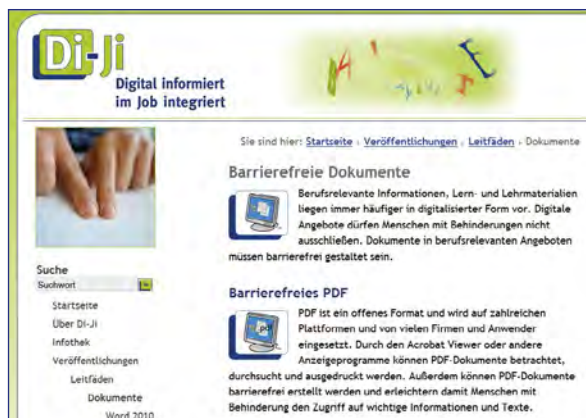 Di-Ji
Digital informiert
im Job integriert
Sie sind hier: Startseite › Veröffentlichungen › Leitfäden › Dokumente
Barrierefreie Dokumente
Berufsrelevante Informationen, Lern- und Lehrmaterialien
liegen immer häufiger in digitalisierter Form vor. Digitale
Angebote dürfen Menschen mit Behinderungen nicht
ausschließen. Dokumente in berufsrelevanten Angeboten
müssen barrierefrei gestaltet sein.
Suche
Suchwort
Startseite
Über Di-Ji
Infothek
Veröffentlichungen
Leitfäden
Dokumente
Word 2010
Barrierefreies PDF
.pdf
PDF ist ein offenes Format und wird auf zahlreichen
Plattformen und von vielen Firmen und Anwender
eingesetzt. Durch den Acrobat Viewer oder andere
Anzeigeprogramme können PDF-Dokumente betrachtet,
durchsucht und ausgedruckt werden. Außerdem können PDF-Dokumente
barrierefrei erstellt werden und erleichtern damit Menschen mit
Behinderung den Zugriff auf wichtige Informationen und Texte.